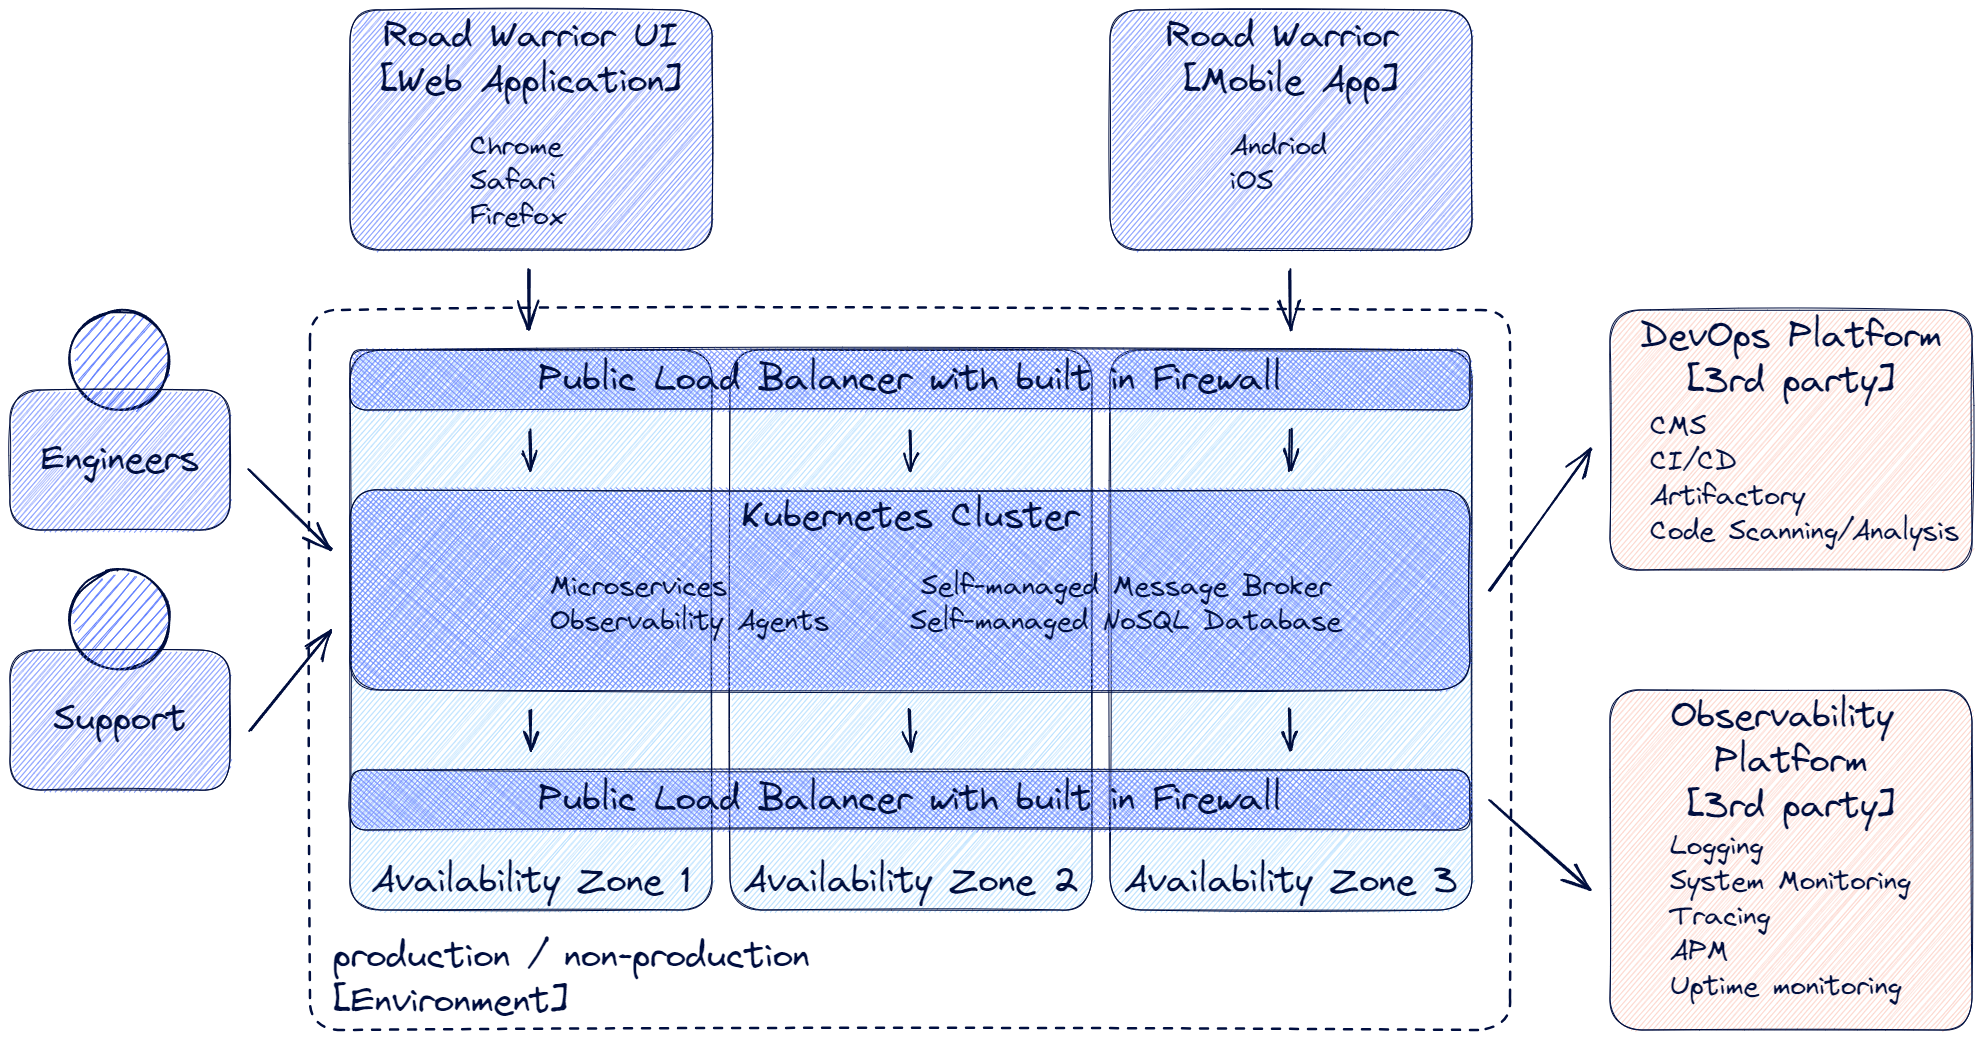 Road Warrior UI
[Web Application]
Chrome
Safari
Firefox
Road Warrior
[Mobile App]
Andriod
iOS
Engineers
Support
Public Load Balancer with built in Firewall
Kubernetes Cluster
Microservices
Observability Agents
Self-managed Message Broker
Self-managed NoSQL Database
Public Load Balancer with built in Firewall
Availability Zone 1
Availability Zone 2
Availability Zone 3
production / non-production
[Environment]
DevOps Platform
[3rd party]
CMS
CI/CD
Artifactory
Code Scanning/Analysis
Observability
Platform
[3rd party]
Logging
System Monitoring
Tracing
APM
Uptime monitoring